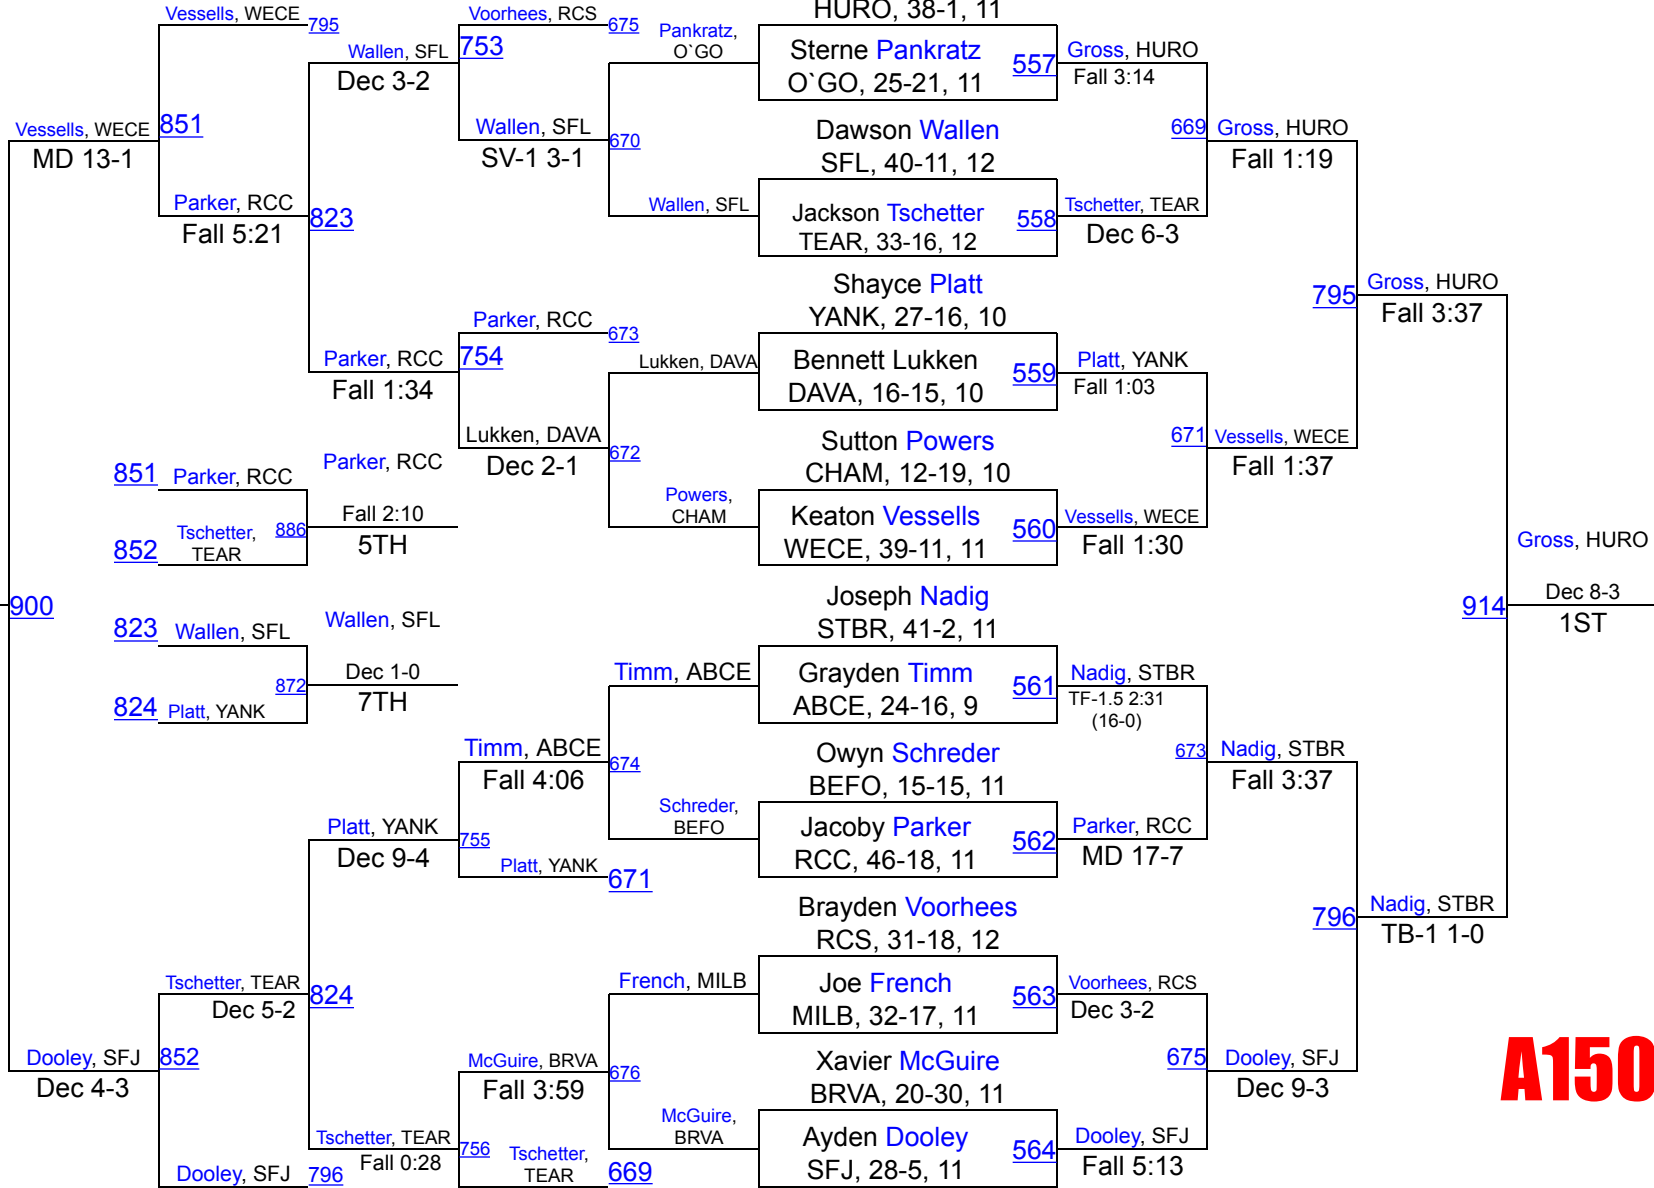 HURO, 38-1, 11
Vessells, WECE
795
Voorhees, RCS
675
Wallen, SFL
753
Dec 3-2
Pankratz,
O`GO
Sterne Pankratz
O`GO, 25-21, 11
557
Gross, HURO
Fall 3:14
Vessells, WECE
851
MD 13-1
Wallen, SFL
670
SV-1 3-1
Dawson Wallen
SFL, 40-11, 12
669
Gross, HURO
Fall 1:19
Parker, RCC
Fall 5:21
823
Wallen, SFL
Jackson Tschetter
TEAR, 33-16, 12
558
Tschetter, TEAR
Dec 6-3
Shayce Platt
YANK, 27-16, 10
795
Gross, HURO
Fall 3:37
Parker, RCC
673
Parker, RCC
754
Fall 1:34
Lukken, DAVA
Bennett Lukken
DAVA, 16-15, 10
559
Platt, YANK
Fall 1:03
Lukken, DAVA
672
Dec 2-1
Sutton Powers
CHAM, 12-19, 10
671
Vessells, WECE
Fall 1:37
851
Parker, RCC
Parker, RCC
Powers,
CHAM
Keaton Vessells
WECE, 39-11, 11
560
Vessells, WECE
Fall 1:30
852
Tschetter,
TEAR
886
Fall 2:10
5TH
Gross, HURO
900
914
Dec 8-3
1ST
Joseph Nadig
STBR, 41-2, 11
823
Wallen, SFL
Wallen, SFL
824
Platt, YANK
872
Dec 1-0
7TH
Timm, ABCE
Grayden Timm
ABCE, 24-16, 9
561
Nadig, STBR
TF-1.5 2:31
(16-0)
Timm, ABCE
674
Fall 4:06
Owyn Schreder
BEFO, 15-15, 11
673
Nadig, STBR
Fall 3:37
Platt, YANK
755
Dec 9-4
Schreder,
BEFO
Jacoby Parker
RCC, 46-18, 11
562
Parker, RCC
MD 17-7
Platt, YANK
671
Brayden Voorhees
RCS, 31-18, 12
796
Nadig, STBR
TB-1 1-0
Tschetter, TEAR
824
Dec 5-2
French, MILB
Joe French
MILB, 32-17, 11
563
Voorhees, RCS
Dec 3-2
Dooley, SFJ
852
Dec 4-3
McGuire, BRVA
676
Fall 3:59
Xavier McGuire
BRVA, 20-30, 11
675
Dooley, SFJ
Dec 9-3
A150
Tschetter, TEAR
756
Fall 0:28
McGuire,
BRVA
Ayden Dooley
SFJ, 28-5, 11
564
Dooley, SFJ
Fall 5:13
Dooley, SFJ
796
Tschetter,
TEAR
669